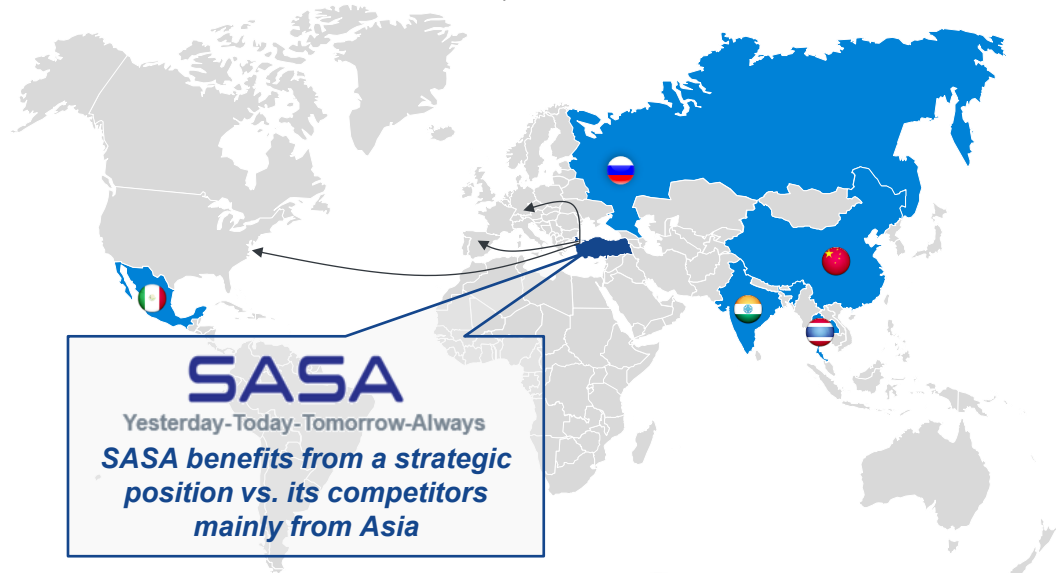 SASA
Yesterday-Today-Tomorrow-Always
SASA benefits from a strategic
position vs. its competitors
mainly from Asia